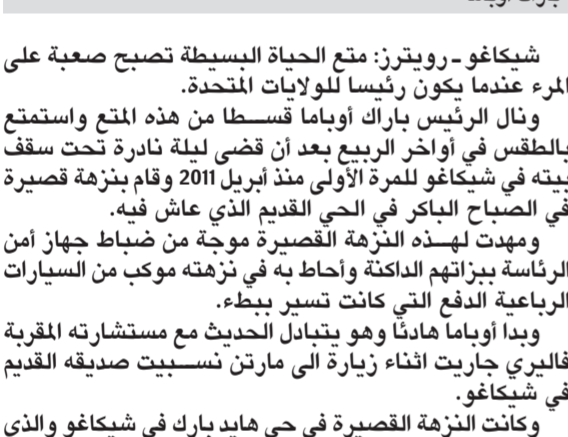 شيكاغو ـ رويترز: متع الحياة البسيطة تصبح صعبة على
المرء عندما يكون رئيسا للولايات المتحدة.
ونال الرئيس باراك أوباما قســطا من هذه المتع واستمتع
بالطقس في أواخر الربيع بعد أن قضى ليلة نادرة تحت سقف
بيته في شيكاغو للمرة الأولى منذ أبريل 2011 وقام بنزهة قصيرة
في الصباح الباكر في الحي القديم الذي عاش فيه.
ومهدت لهــذه النزهة القصيرة موجة من ضباط جهاز أمن
الرئاسة ببزاتهم الداكنة وأحاط به في نزهته موكب من السيارات
الرباعية الدفع التي كانت تسير ببطء.
وبدا أوباما هادئا وهو يتبادل الحديث مع مستشارته المقربة
فاليري جاريت اثناء زيارة الى مارتن نســبيت صديقه القديم
في شيكاغو.
وكانت النزهة القصيرة في حي هايد بارك في شيكاغو والذي